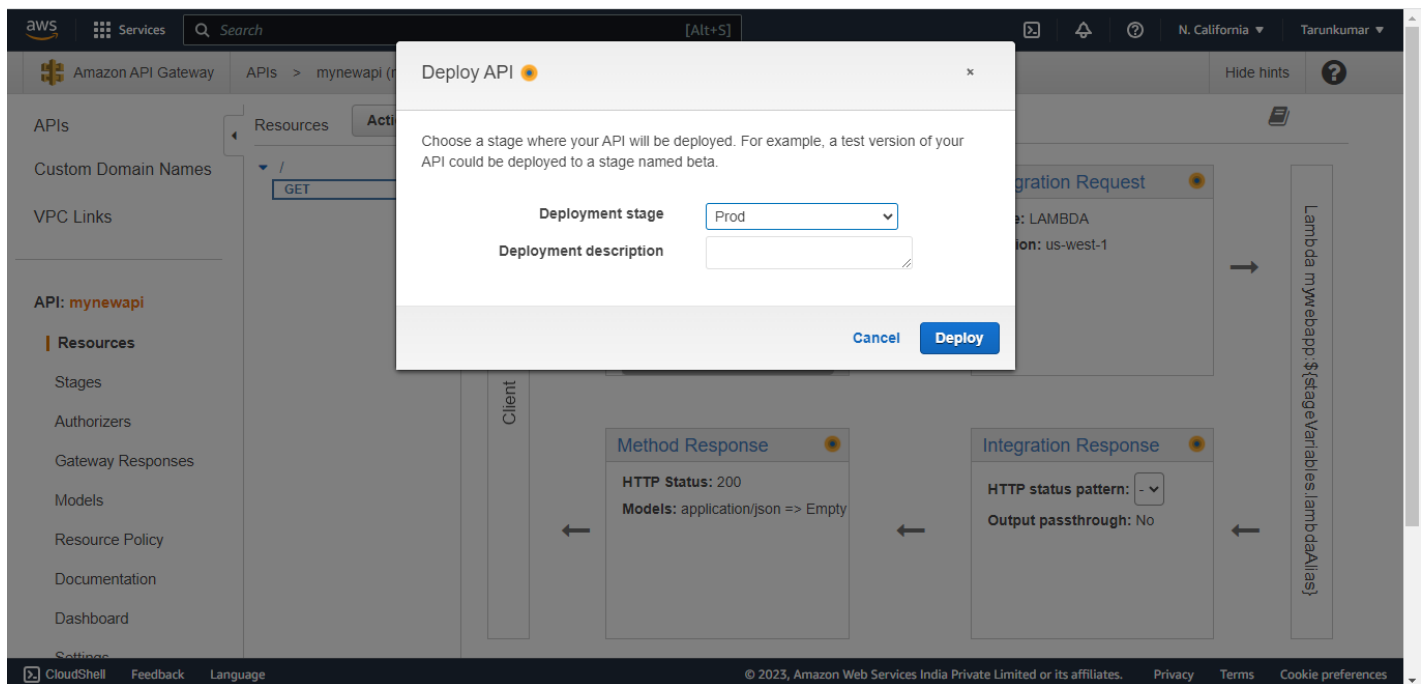 aws
Services
Search
[Alt+S]
N. California
Tarunkumar
Amazon API Gateway
APIs > mynewapi
Hide hints
Deploy API
×
Choose a stage where your API will be deployed. For example, a test version of your
API could be deployed to a stage named beta.
Deployment stage
Prod
Deployment description
Cancel
Deploy
APIs
Custom Domain Names
VPC Links
API: mynewapi
Resources
Stages
Authorizers
Gateway Responses
Models
Resource Policy
Documentation
Dashboard
Settings
Resources
/
GET
Client
LAMBDA
us-west-1
Request
Method Response
HTTP Status: 200
Models: application/json => Empty
Integration Response
HTTP status pattern: -
Output passthrough: No
Lambda mywebapp:${stageVariables.lambdaAlias}
CloudShell
Feedback
Language
© 2023, Amazon Web Services India Private Limited or its affiliates.
Privacy
Terms
Cookie preferences